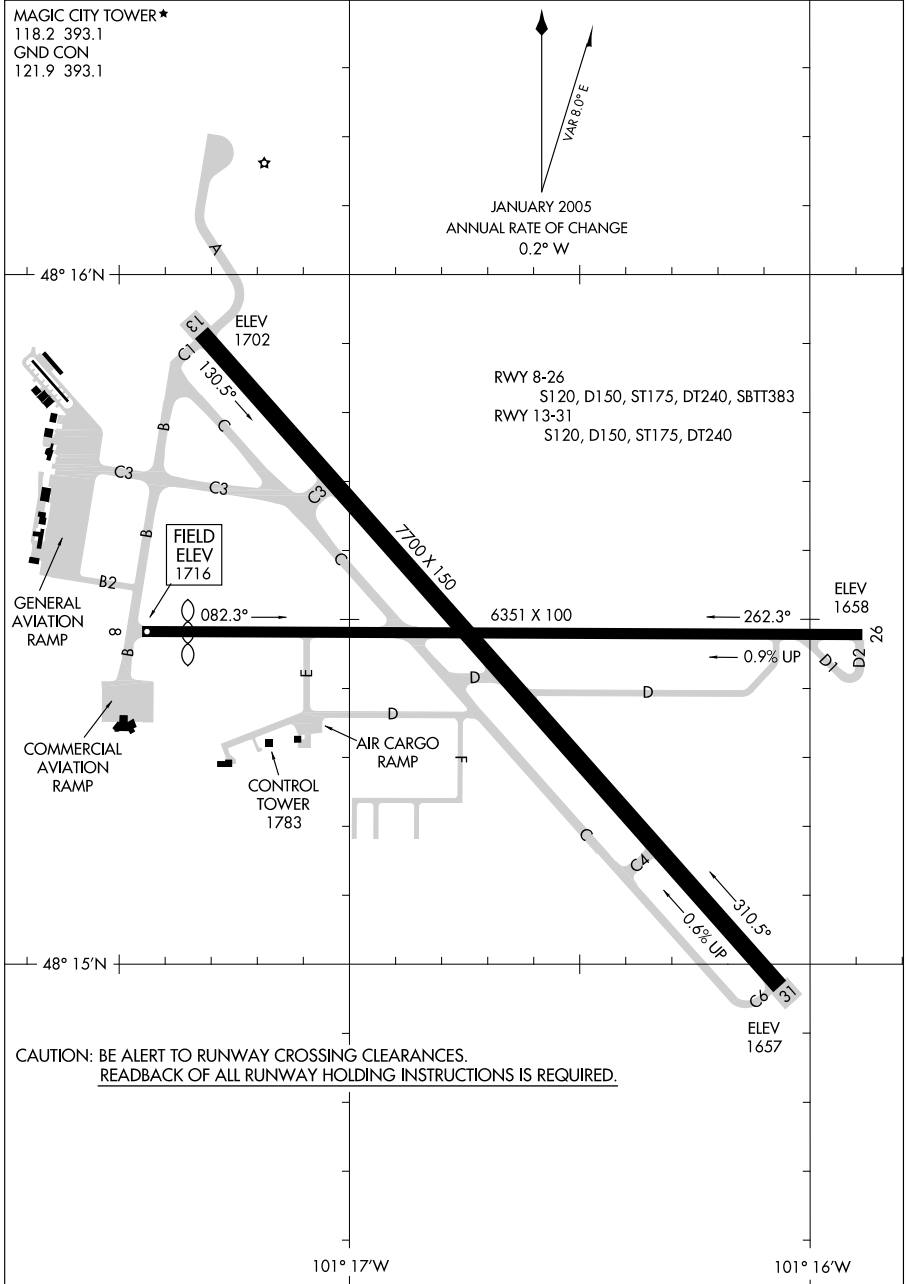 MAGIC CITY TOWER★
118.2 393.1
GND CON
121.9 393.1
VAR 8.0° E
JANUARY 2005
ANNUAL RATE OF CHANGE
0.2° W
A
48° 16'N
13
ELEV
1702
C1
130.5°
RWY 8-26
S120, D150, ST175, DT240, SBTT383
RWY 13-31
S120, D150, ST175, DT240
B
C
C3
C3
C3
7700 X 150
B
FIELD
ELEV
1716
C
B2
GENERAL
AVIATION
RAMP
ELEV
1658
8
082.3°
6351 X 100
262.3°
26
B
0.9% UP
D1
D2
E
D
D
D
COMMERCIAL
AVIATION
RAMP
AIR CARGO
RAMP
F
CONTROL
TOWER
1783
C
C4
310.5°
0.6% UP
48° 15'N
C6
31
ELEV
1657
CAUTION: BE ALERT TO RUNWAY CROSSING CLEARANCES.
READBACK OF ALL RUNWAY HOLDING INSTRUCTIONS IS REQUIRED.
101° 17'W
101° 16'W